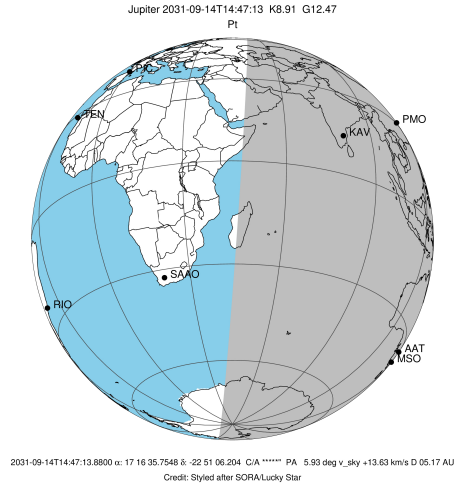 Jupiter 2031-09-14T14:47:13 K8.91 G12.47
Pt
PIC
TEN
PMO
KAV
SAAO
RIO
AAT
MSO
2031-09-14T14:47:13.8800 α: 17 16 35.7548 δ: -22 51 06.204 C/A *****" PA 5.93 deg v_sky +13.63 km/s D 05.17 AU
Credit: Styled after SORA/Lucky Star